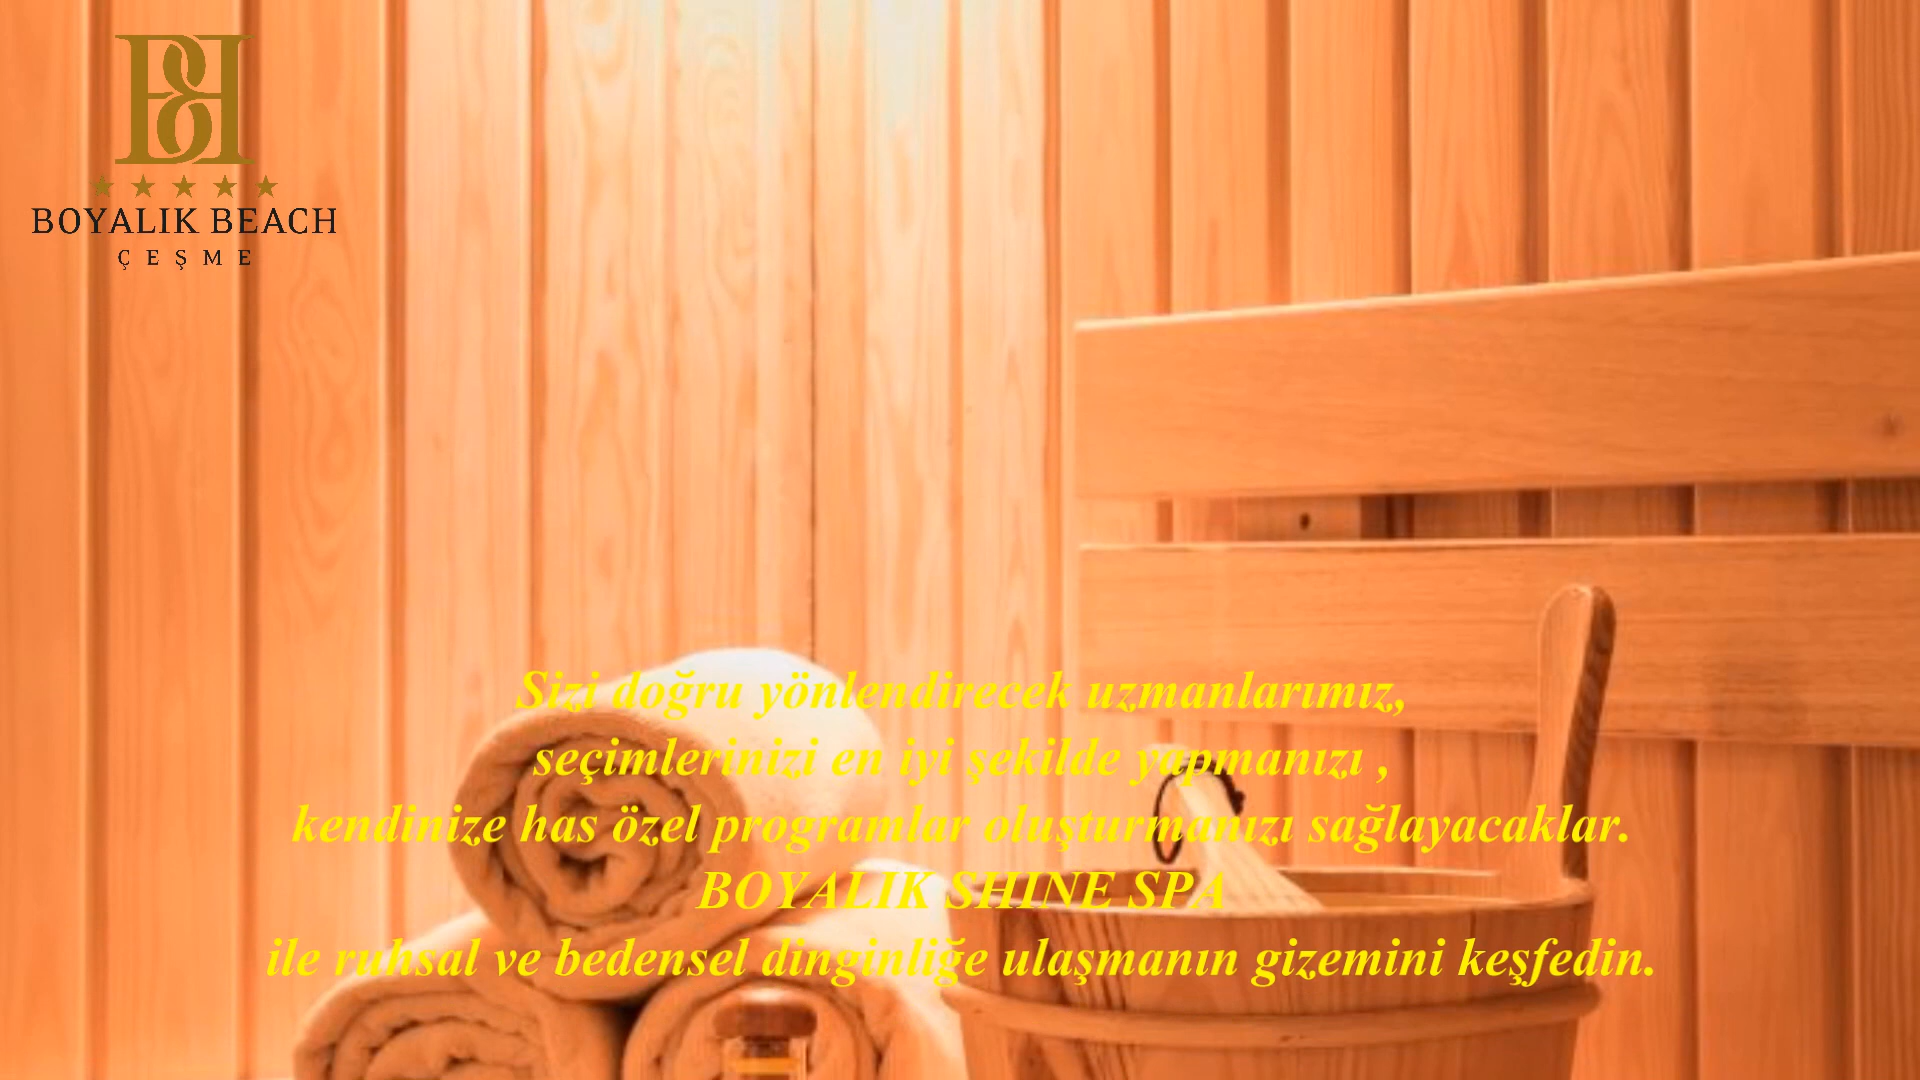 BH
BOYALIK BEACH
ÇEŞME
Sizi doğru yönlendirecek uzmanlarımız,
seçimlerinizi en iyi şekilde yapmanızı ,
kendinize has özel programlar oluşturmanızı sağlayacaklar.
BOYALIK SHINE SPA
ile ruhsal ve bedensel dinginliğe ulaşmanın gizemini keşfedin.